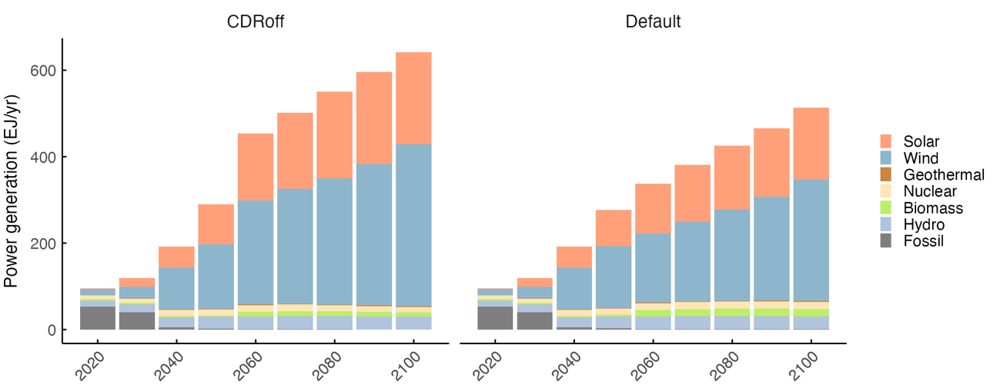 CDRoff
Default
Power generation (EJ/yr)
600
400
200
0
2020
2040
2060
2080
2100
2020
2040
2060
2080
2100
Solar
Wind
Geothermal
Nuclear
Biomass
Hydro
Fossil